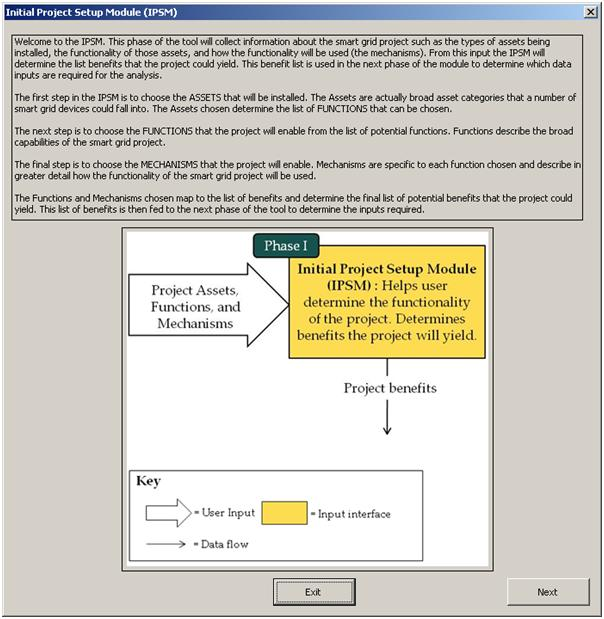 Initial Project Setup Module (IPSM)
Welcome to the IPSM. This phase of the tool will collect information about the smart grid project such as the types of assets being
installed, the functionality of those assets, and how the functionality will be used (the mechanisms). From this input the IPSM will
determine the list benefits that the project could yield. This benefit list is used in the next phase of the module to determine which data
inputs are required for the analysis.
The first step in the IPSM is to choose the ASSETS that will be installed. The Assets are actually broad asset categories that a number of
smart grid devices could fall into. The Assets chosen determine the list of FUNCTIONS that can be chosen.
The next step is to choose the FUNCTIONS that the project will enable from the list of potential functions. Functions describe the broad
capabilities of the smart grid project.
The final step is to choose the MECHANISMS that the project will enable. Mechanisms are specific to each function chosen and describe in
greater detail how the functionality of the smart grid project will be used.
The Functions and Mechanisms chosen map to the list of benefits and determine the final list of potential benefits that the project could
yield. This list of benefits is then fed to the next phase of the tool to determine the inputs required.
Phase I
Project Assets,
Functions, and
Mechanisms
Initial Project Setup Module
(IPSM) : Helps user
determine the functionality
of the project. Determines
benefits the project will yield.
Project benefits
Key
= User Input
= Input interface
= Data flow
Exit
Next